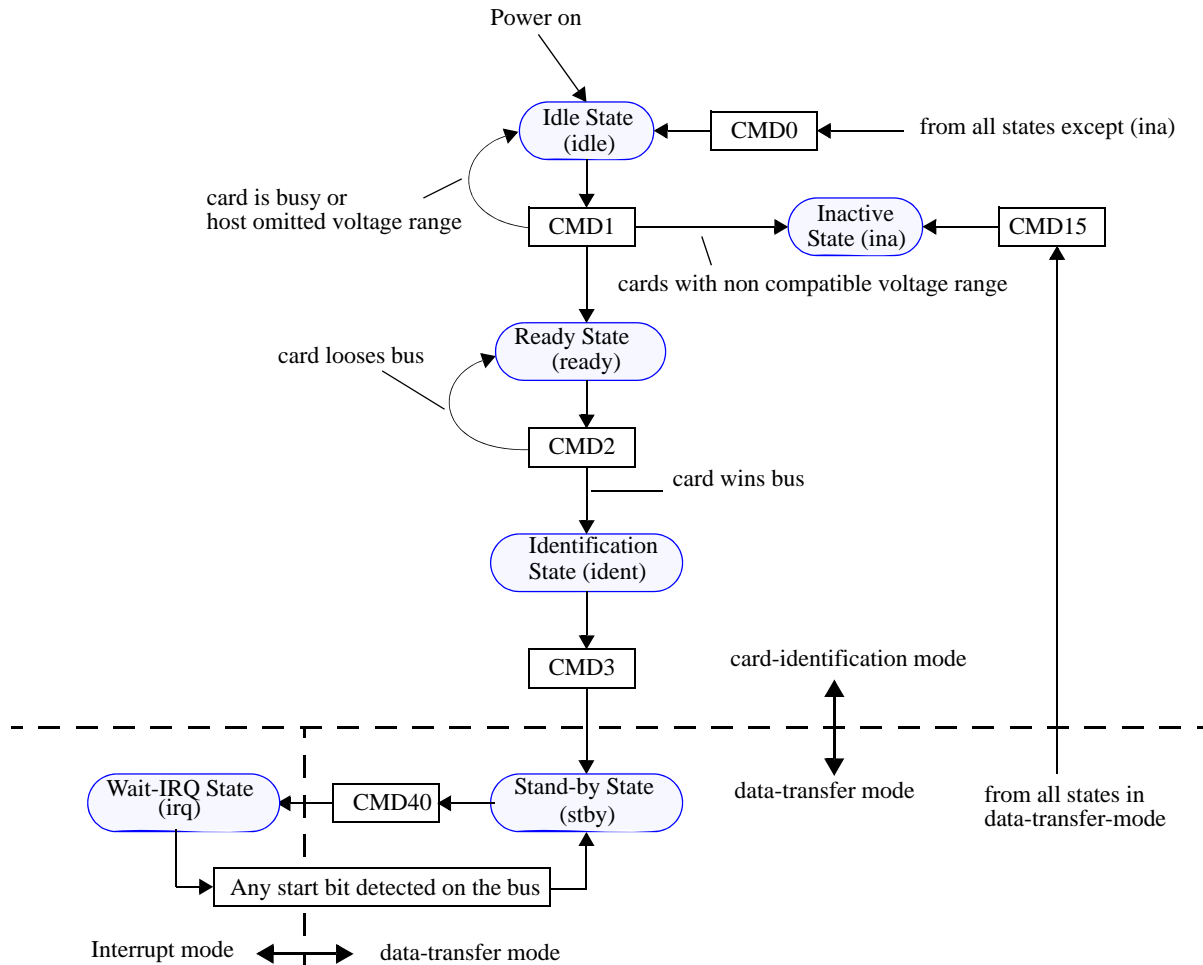 Power on
Idle State
(idle)
CMD0
from all states except (ina)
card is busy or
host omitted voltage range
CMD1
Inactive
State (ina)
CMD15
cards with non compatible voltage range
Ready State
(ready)
card looses bus
CMD2
card wins bus
Identification
State (ident)
CMD3
card-identification mode
data-transfer mode
Wait-IRQ State
(irq)
CMD40
Stand-by State
(stby)
from all states in
data-transfer-mode
Any start bit detected on the bus
Interrupt mode
data-transfer mode